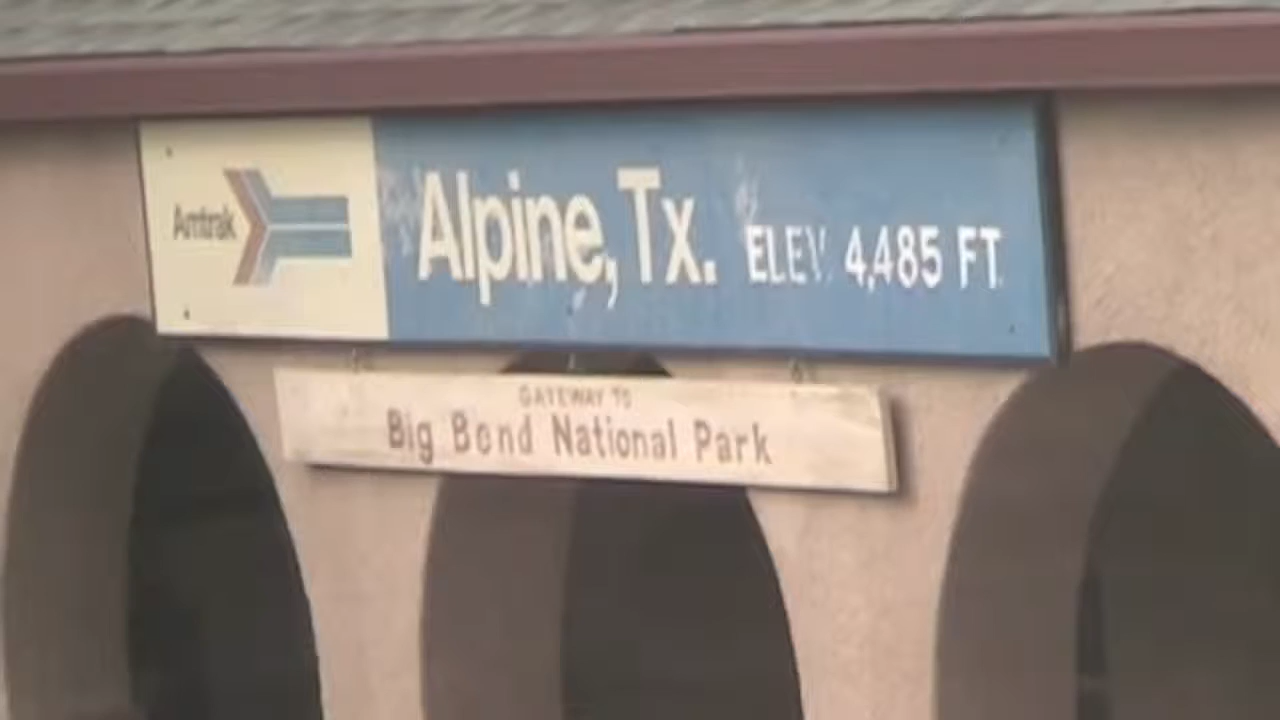 Amtrak
Alpine, Tx. ELEV. 4,485 FT.
GATEWAY TO
Big Bend National Park